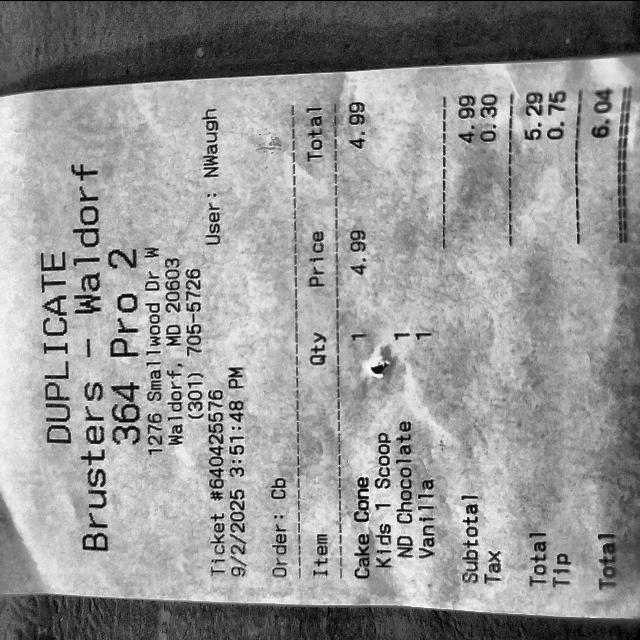 DUPLICATE
Brusters - Waldorf
364 Pro 2
1276 Smallwood Dr W
Waldorf, MD 20603
(301) 705-5726
Ticket #640425576 User: NWaugh
9/2/2025 3:51:48 PM
Order: Cb
Item Qty Price Total
Cake Cone 1 4.99 4.99
Kids 1 Scoop
ND Chocolate 1
Vanilla 1
Subtotal 4.99
Tax 0.30
Total 5.29
Tip 0.75
Total 6.04